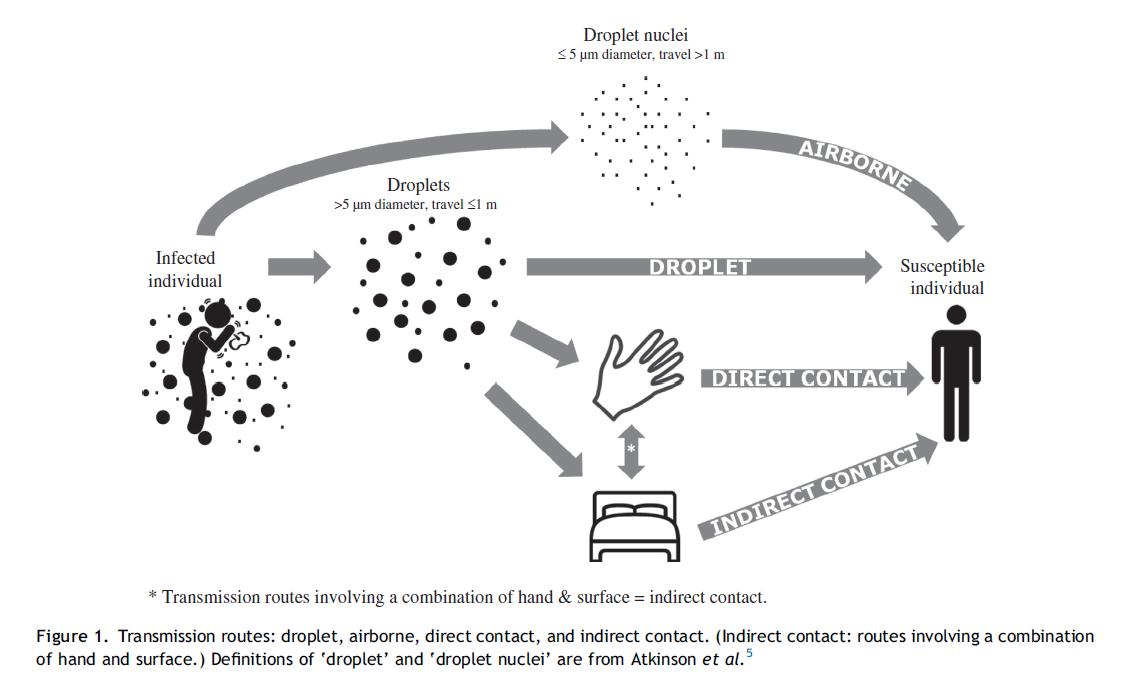 Droplet nuclei
≤ 5 μm diameter, travel >1 m
AIRBORNE
Droplets
>5 μm diameter, travel ≤1 m
Infected
individual
DROPLET
Susceptible
individual
DIRECT CONTACT
*
INDIRECT CONTACT
* Transmission routes involving a combination of hand & surface = indirect contact.
Figure 1. Transmission routes: droplet, airborne, direct contact, and indirect contact. (Indirect contact: routes involving a combination
of hand and surface.) Definitions of ‘droplet’ and ‘droplet nuclei’ are from Atkinson et al.5